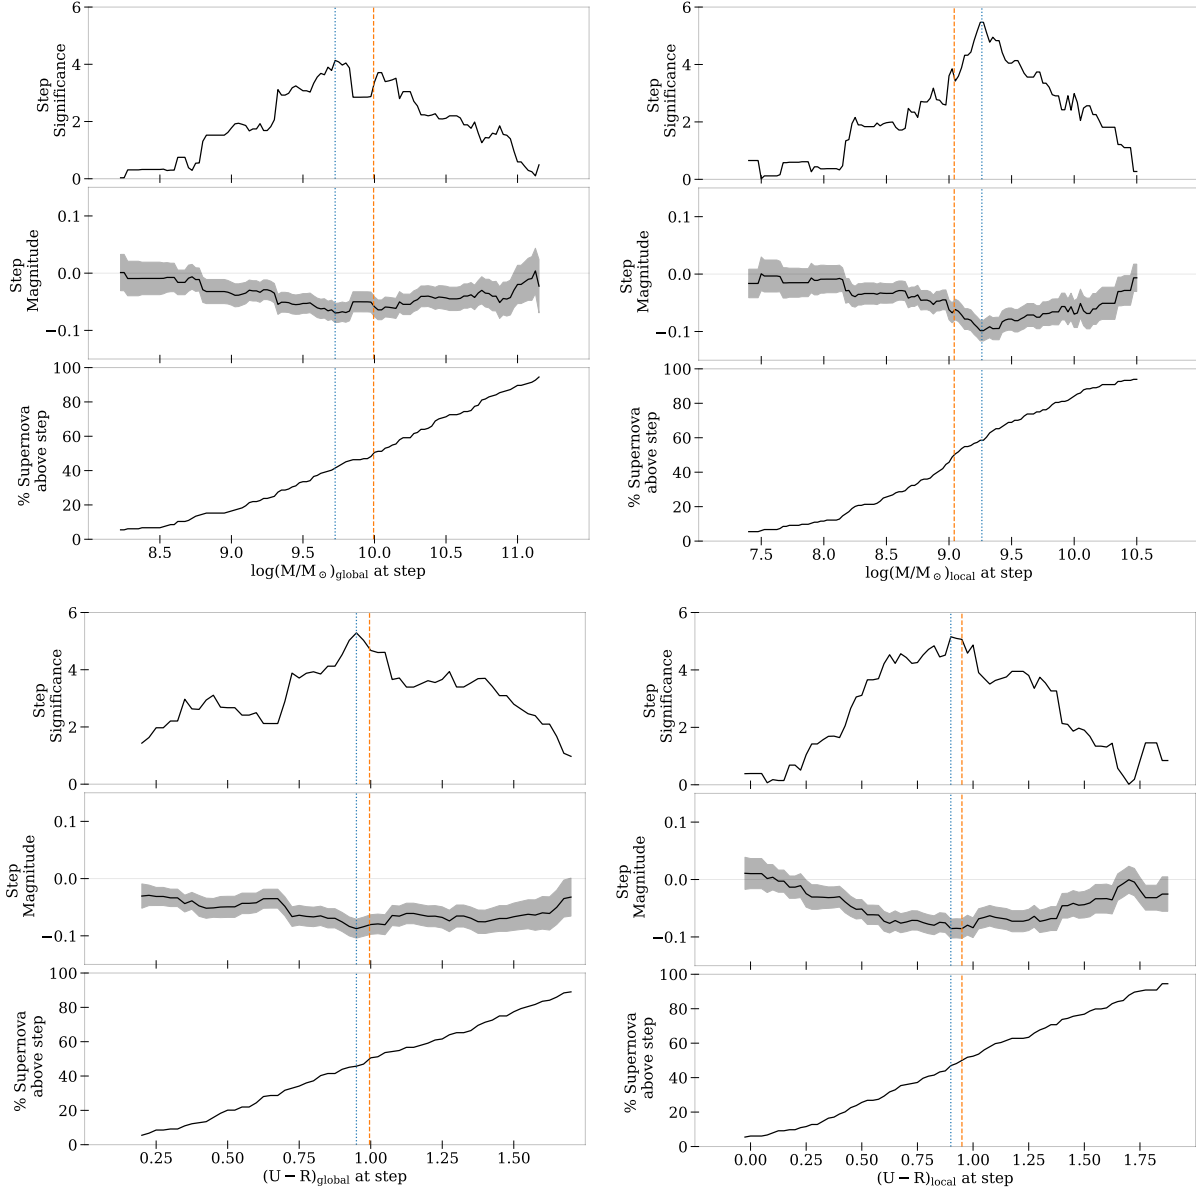 6
4
2
0
Step
Significance
0.1
0.0
−0.1
Step
Magnitude
100
80
60
40
20
0
% Supernova
above step
8.5 9.0 9.5 10.0 10.5 11.0
log(M/M⊙)global at step
6
4
2
0
Step
Significance
0.1
0.0
−0.1
Step
Magnitude
100
80
60
40
20
0
% Supernova
above step
7.5 8.0 8.5 9.0 9.5 10.0 10.5
log(M/M⊙)local at step
6
4
2
0
Step
Significance
0.1
0.0
−0.1
Step
Magnitude
100
80
60
40
20
0
% Supernova
above step
0.25 0.50 0.75 1.00 1.25 1.50
(U − R)global at step
6
4
2
0
Step
Significance
0.1
0.0
−0.1
Step
Magnitude
100
80
60
40
20
0
% Supernova
above step
0.00 0.25 0.50 0.75 1.00 1.25 1.50 1.75
(U − R)local at step